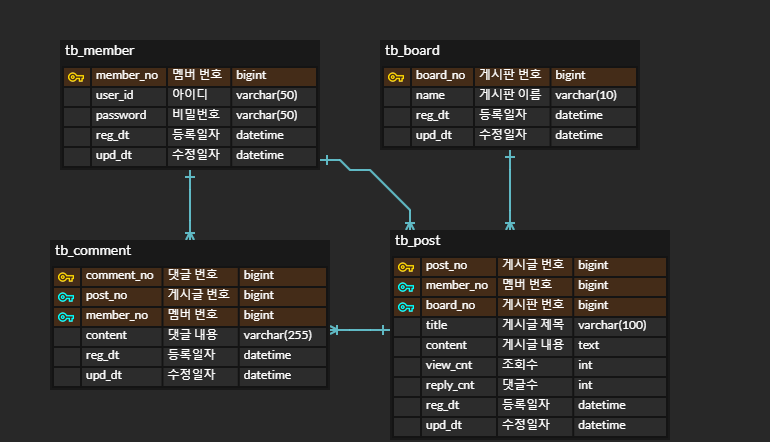 tb_member
member_no 멤버 번호 bigint
user_id 아이디 varchar(50)
password 비밀번호 varchar(50)
reg_dt 등록일자 datetime
upd_dt 수정일자 datetime
tb_board
board_no 게시판 번호 bigint
name 게시판 이름 varchar(10)
reg_dt 등록일자 datetime
upd_dt 수정일자 datetime
tb_comment
comment_no 댓글 번호 bigint
post_no 게시글 번호 bigint
member_no 멤버 번호 bigint
content 댓글 내용 varchar(255)
reg_dt 등록일자 datetime
upd_dt 수정일자 datetime
tb_post
post_no 게시글 번호 bigint
member_no 멤버 번호 bigint
board_no 게시판 번호 bigint
title 게시글 제목 varchar(100)
content 게시글 내용 text
view_cnt 조회수 int
reply_cnt 댓글수 int
reg_dt 등록일자 datetime
upd_dt 수정일자 datetime